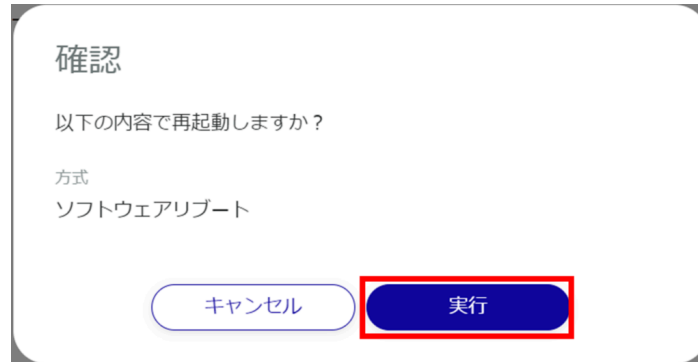 確認
以下の内容で再起動しますか？
方式
ソフトウェアリブート
キャンセル 実行